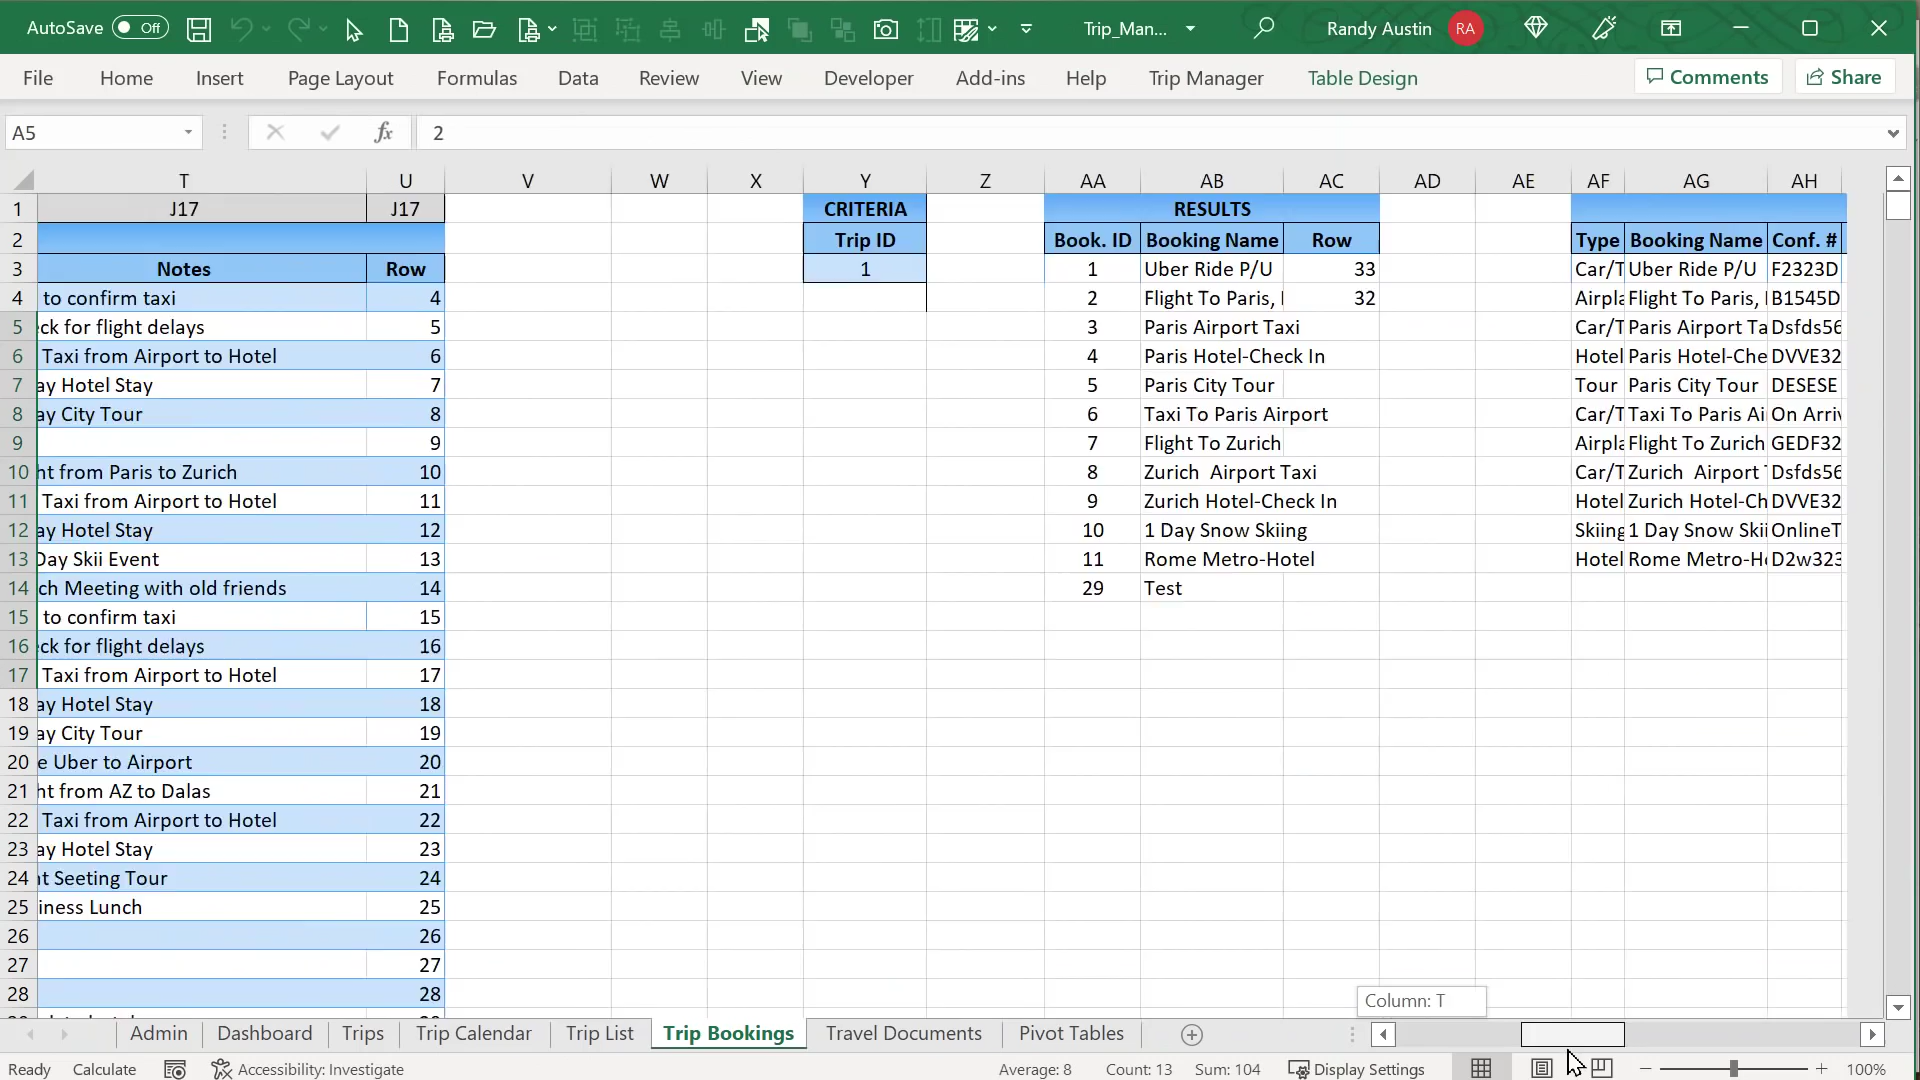 AutoSave Off Trip_Man... Randy Austin RA
File Home Insert Page Layout Formulas Data Review View Developer Add-ins Help Trip Manager Table Design Comments Share
A5 fx 2
T U V W X Y Z AA AB AC AD AE AF AG AH
1 J17 J17 CRITERIA RESULTS
2 Trip ID Book. ID Booking Name Row Type Booking Name Conf. #
3 Notes Row 1 1 Uber Ride P/U 33 Car/T Uber Ride P/U F2323D
4 to confirm taxi 4 2 Flight To Paris, 32 Airpla Flight To Paris, B1545D
5 ck for flight delays 5 3 Paris Airport Taxi Car/T Paris Airport Ta Dsfds56
6 Taxi from Airport to Hotel 6 4 Paris Hotel-Check In Hotel Paris Hotel-Che DVVE32
7 ay Hotel Stay 7 5 Paris City Tour Tour Paris City Tour DESESE
8 ay City Tour 8 6 Taxi To Paris Airport Car/T Taxi To Paris Ai On Arriv
9 9 7 Flight To Zurich Airpla Flight To Zurich GEDF32
10 ht from Paris to Zurich 10 8 Zurich Airport Taxi Car/T Zurich Airport Dsfds56
11 Taxi from Airport to Hotel 11 9 Zurich Hotel-Check In Hotel Zurich Hotel-Ch DVVE32
12 ay Hotel Stay 12 10 1 Day Snow Skiing Skiing 1 Day Snow Skii OnlineT
13 Day Skii Event 13 11 Rome Metro-Hotel Hotel Rome Metro-H D2w323
14 ch Meeting with old friends 14 29 Test
15 to confirm taxi 15
16 ck for flight delays 16
17 Taxi from Airport to Hotel 17
18 ay Hotel Stay 18
19 ay City Tour 19
20 e Uber to Airport 20
21 ht from AZ to Dalas 21
22 Taxi from Airport to Hotel 22
23 ay Hotel Stay 23
24 nt Seeting Tour 24
25 iness Lunch 25
26 26
27 27
28 28
Column: T
Admin Dashboard Trips Trip Calendar Trip List Trip Bookings Travel Documents Pivot Tables
Ready Calculate Accessibility: Investigate Average: 8 Count: 13 Sum: 104 Display Settings 100%